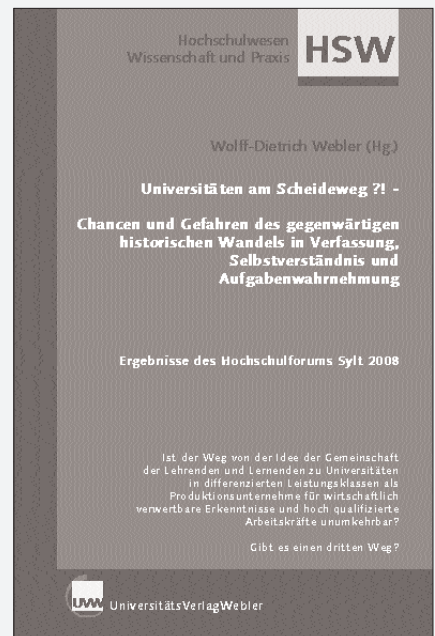 Hochschulwesen
Wissenschaft und Praxis
HSW
Wolff-Dietrich Webler (Hg.)
Universitäten am Scheideweg ?! -
Chancen und Gefahren des gegenwärtigen
historischen Wandels in Verfassung,
Selbstverständnis und
Aufgabenwahrnehmung
Ergebnisse des Hochschulforums Sylt 2008
Ist der Weg von der Idee der Gemeinschaft
der Lehrenden und Lernenden zu Universitäten
in differenzierten Leistungsklassen als
Produktionsunternehme für wirtschaftlich
verwertbare Erkenntnisse und hoch qualifizierte
Arbeitskräfte unumkehrbar?
Gibt es einen dritten Weg?
UVW UniversitätsVerlagWebler